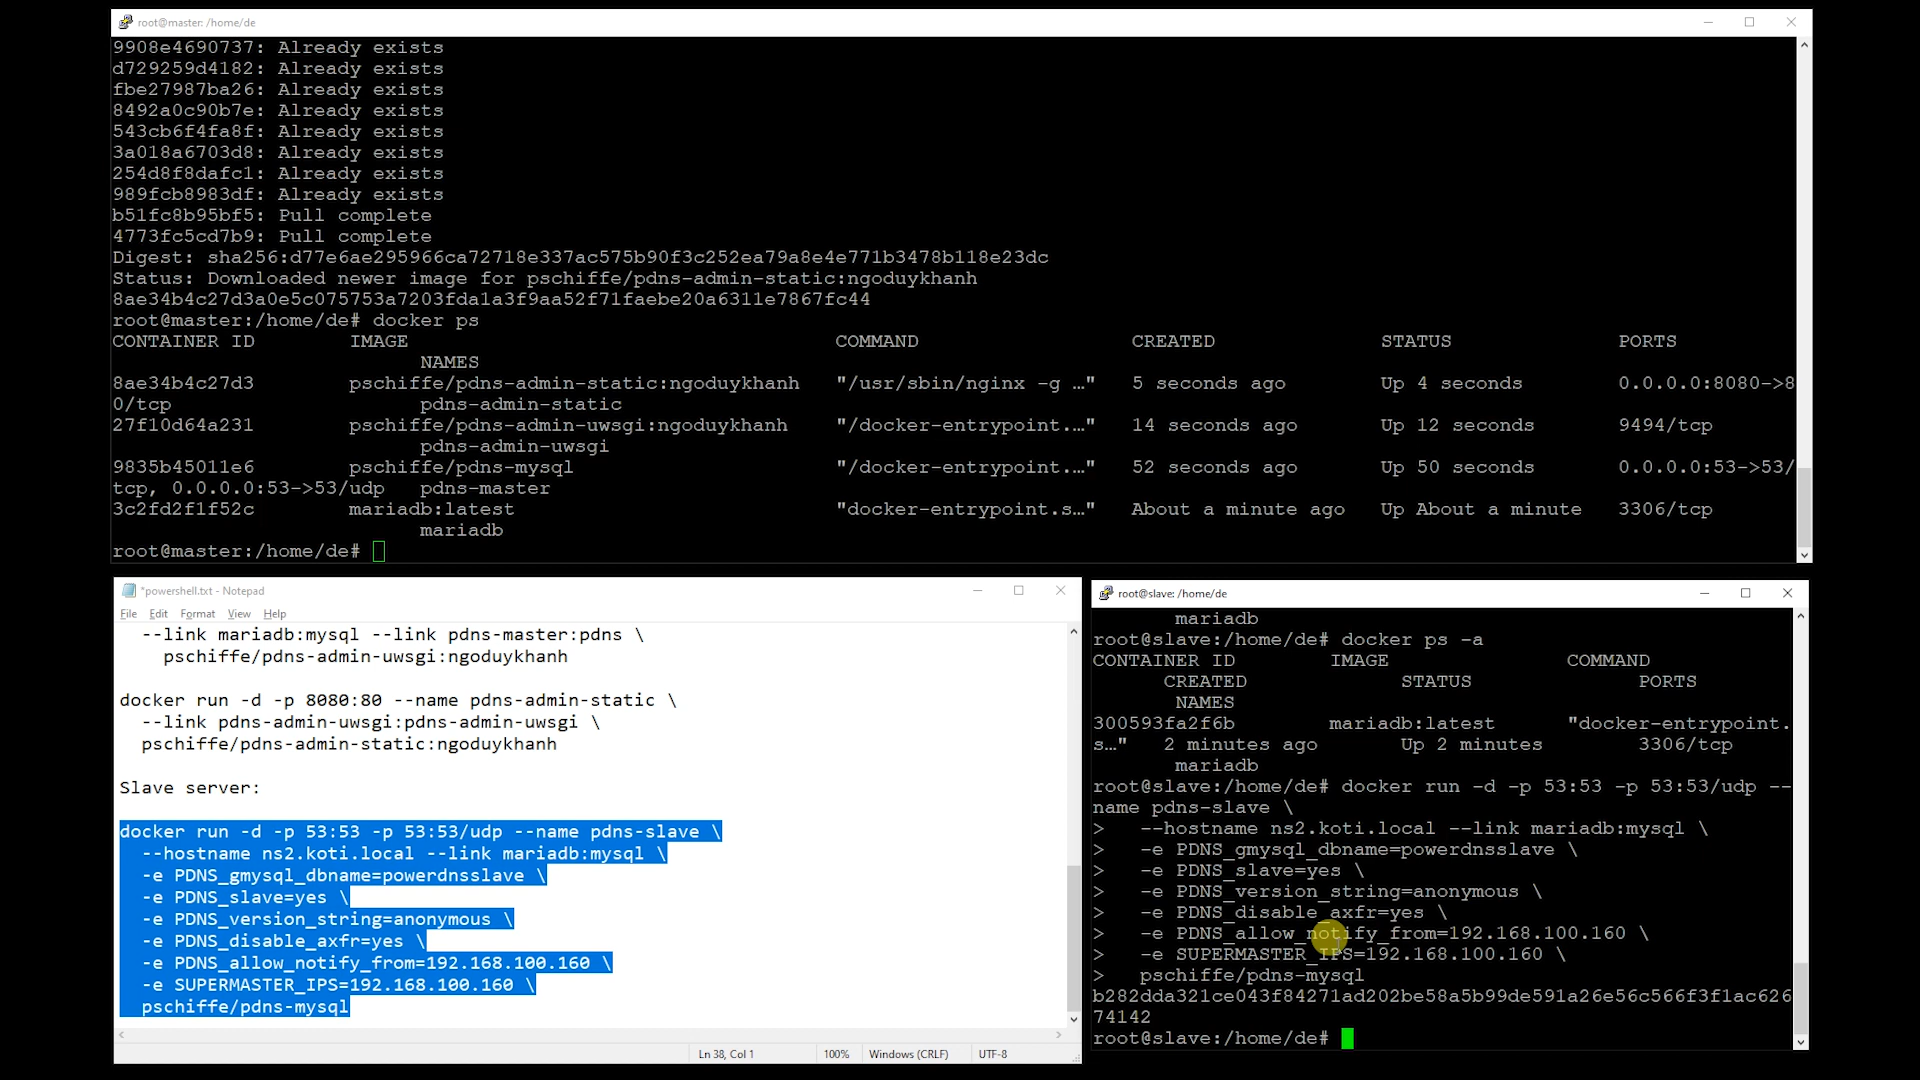 root@master: /home/de
9908e4690737: Already exists
d729259d4182: Already exists
fbe27987ba26: Already exists
8492a0c90b7e: Already exists
543cb6f4fa8f: Already exists
3a018a6703d8: Already exists
254d8f8dafc1: Already exists
989fcb8983df: Already exists
b51fc8b95bf5: Pull complete
4773fc5cd7b9: Pull complete
Digest: sha256:d77e6ae295966ca72718e337ac575b90f3c252ea79a8e4e771b3478b118e23dc
Status: Downloaded newer image for pschiffe/pdns-admin-static:ngoduykhanh
8ae34b4c27d3a0e5c075753a7203fda1a3f9aa52f71faebe20a6311e7867fc44
root@master:/home/de# docker ps
CONTAINER ID IMAGE COMMAND CREATED STATUS PORTS
NAMES
8ae34b4c27d3 pschiffe/pdns-admin-static:ngoduykhanh "/usr/sbin/nginx -g …" 5 seconds ago Up 4 seconds 0.0.0.0:8080->8
0/tcp pdns-admin-static
27f10d64a231 pschiffe/pdns-admin-uwsgi:ngoduykhanh "/docker-entrypoint.…" 14 seconds ago Up 12 seconds 9494/tcp
pdns-admin-uwsgi
9835b45011e6 pschiffe/pdns-mysql "/docker-entrypoint.…" 52 seconds ago Up 50 seconds 0.0.0.0:53->53/
tcp, 0.0.0.0:53->53/udp pdns-master
3c2fd2f1f52c mariadb:latest "docker-entrypoint.s…" About a minute ago Up About a minute 3306/tcp
mariadb
root@master:/home/de#
*powershell.txt - Notepad
File Edit Format View Help
--link mariadb:mysql --link pdns-master:pdns \
pschiffe/pdns-admin-uwsgi:ngoduykhanh
docker run -d -p 8080:80 --name pdns-admin-static \
--link pdns-admin-uwsgi:pdns-admin-uwsgi \
pschiffe/pdns-admin-static:ngoduykhanh
Slave server:
docker run -d -p 53:53 -p 53:53/udp --name pdns-slave \
--hostname ns2.koti.local --link mariadb:mysql \
-e PDNS_gmysql_dbname=powerdnsslave \
-e PDNS_slave=yes \
-e PDNS_version_string=anonymous \
-e PDNS_disable_axfr=yes \
-e PDNS_allow_notify_from=192.168.100.160 \
-e SUPERMASTER_IPS=192.168.100.160 \
pschiffe/pdns-mysql
Ln 38, Col 1 100% Windows (CRLF) UTF-8
root@slave: /home/de
mariadb
root@slave:/home/de# docker ps -a
CONTAINER ID IMAGE COMMAND
CREATED STATUS PORTS
NAMES
300593fa2f6b mariadb:latest "docker-entrypoint.
s…" 2 minutes ago Up 2 minutes 3306/tcp
mariadb
root@slave:/home/de# docker run -d -p 53:53 -p 53:53/udp --
name pdns-slave \
> --hostname ns2.koti.local --link mariadb:mysql \
> -e PDNS_gmysql_dbname=powerdnsslave \
> -e PDNS_slave=yes \
> -e PDNS_version_string=anonymous \
> -e PDNS_disable_axfr=yes \
> -e PDNS_allow_notify_from=192.168.100.160 \
> -e SUPERMASTER_IPS=192.168.100.160 \
> pschiffe/pdns-mysql
b282dda321ce043f84271ad202be58a5b99de591a26e56c566f3f1ac626
74142
root@slave:/home/de#